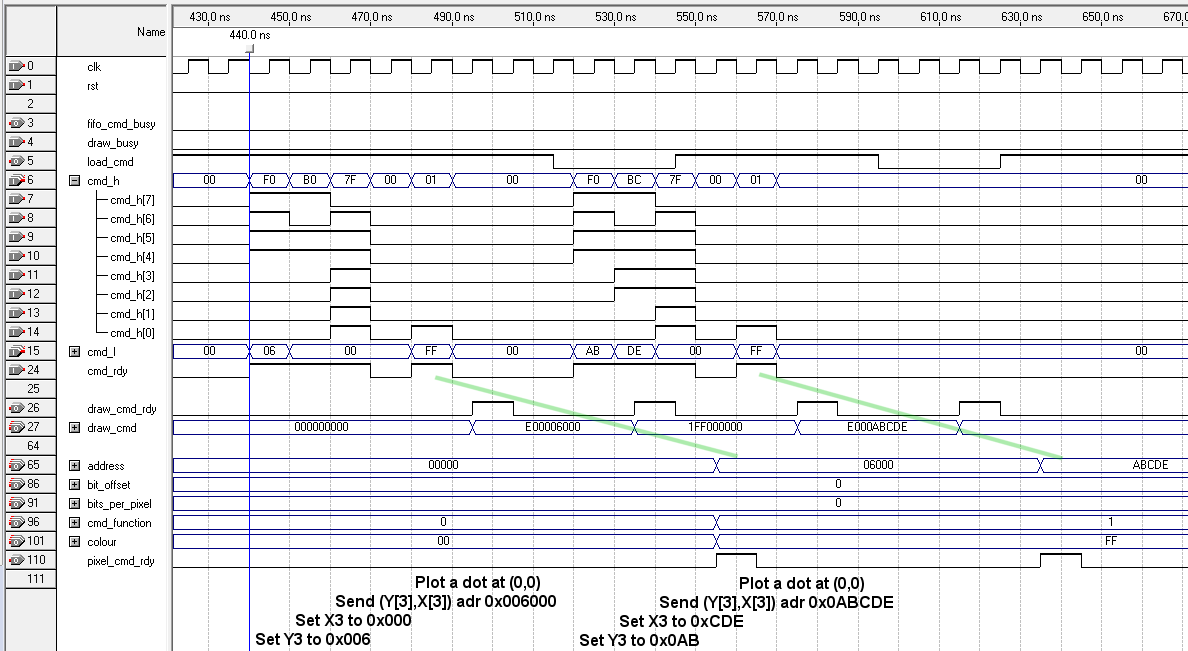 430.0 ns 450.0 ns 470.0 ns 490.0 ns 510.0 ns 530.0 ns 550.0 ns 570.0 ns 590.0 ns 610.0 ns 630.0 ns 650.0 ns 670.0
Name
440.0 ns
0 clk
1 rst
2
3 fifo_cmd_busy
4 draw_busy
5 load_cmd
6 cmd_h 00 F0 B0 7F 00 01 00 F0 BC 7F 00 01 00
7 cmd_h[7]
8 cmd_h[6]
9 cmd_h[5]
10 cmd_h[4]
11 cmd_h[3]
12 cmd_h[2]
13 cmd_h[1]
14 cmd_h[0]
15 cmd_l 00 06 00 FF 00 AB DE 00 FF 00
24 cmd_rdy
25
26 draw_cmd_rdy
27 draw_cmd 000000000 E00006000 1FF000000 E000ABCDE
64
65 address 00000 06000 ABCDE
86 bit_offset 0
91 bits_per_pixel 0
96 cmd_function 0 1
101 colour 00 FF
110 pixel_cmd_rdy
111
Plot a dot at (0,0) Plot a dot at (0,0)
Send (Y[3],X[3]) adr 0x006000 Send (Y[3],X[3]) adr 0x0ABCDE
Set X3 to 0x000 Set X3 to 0xCDE
Set Y3 to 0x006 Set Y3 to 0x0AB